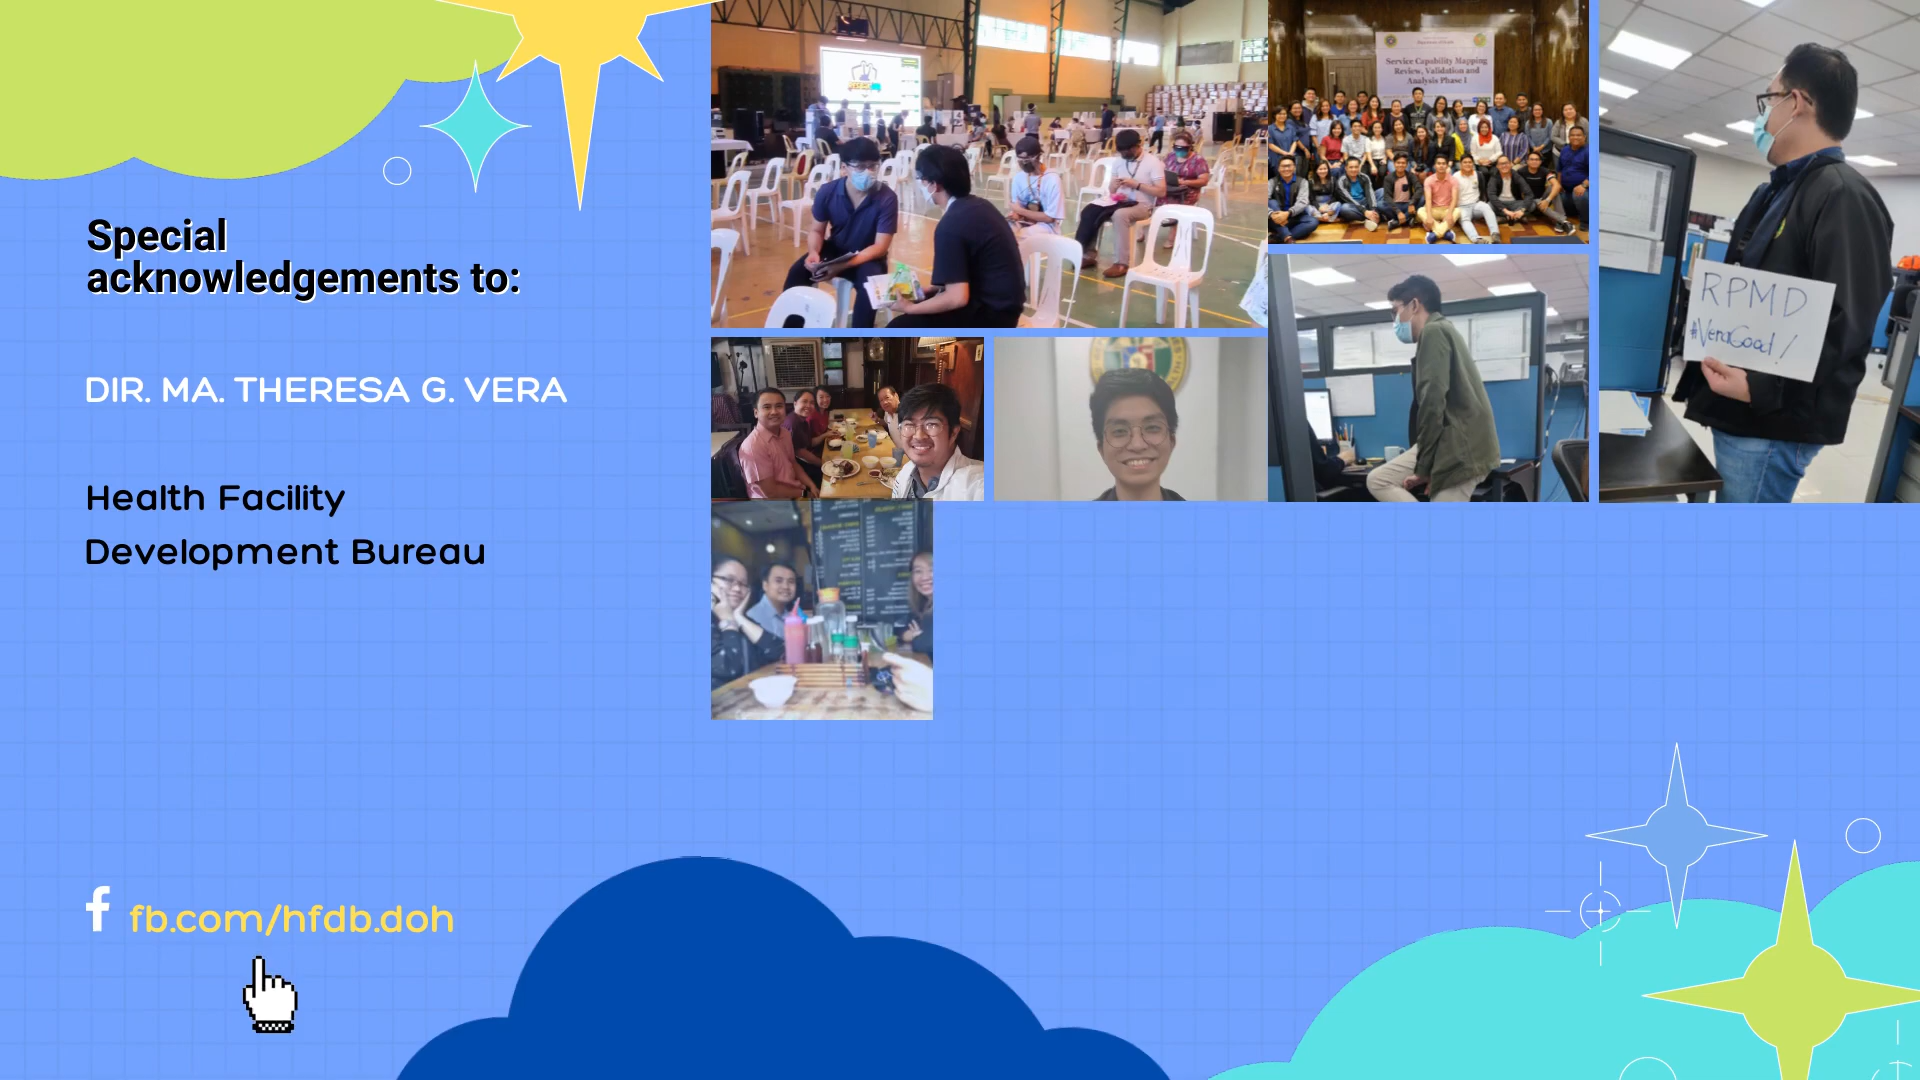 Special
acknowledgements to:
DIR. MA. THERESA G. VERA
Health Facility
Development Bureau
fb.com/hfdb.doh
Service Capability Mapping
Review, Validation and
Analysis Phase I
RPMD
#VeraGood!